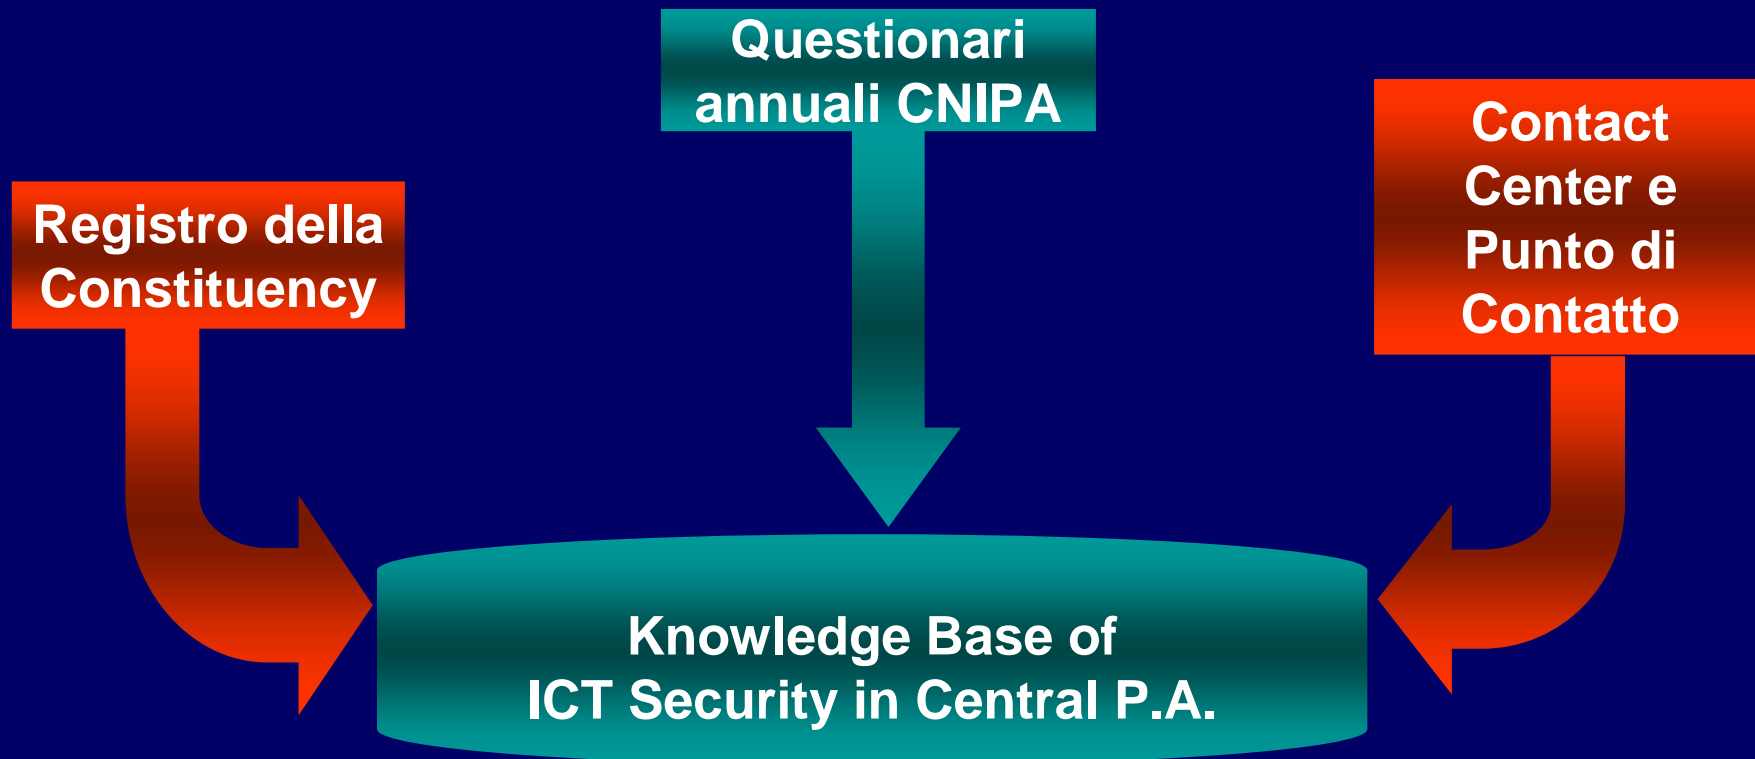 Questionari
annuali CNIPA
Registro della
Constituency
Contact
Center e
Punto di
Contatto
Knowledge Base of
ICT Security in Central P.A.